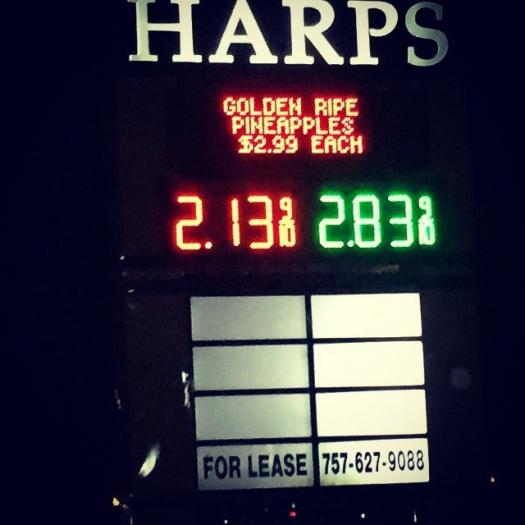 HARPS
GOLDEN RIPE
PINEAPPLES
$2.99 EACH
2.13 9/10 2.83 9/10
FOR LEASE 757-627-9088